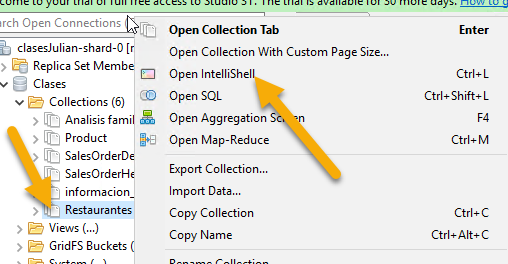 come to your trial of full free access to Studio 3T. The trial is available for 30 more days. How to g
Search Open Connections (
clasesJulian-shard-0 [
Replica Set Membe
Clases
Collections (6)
Analisis famil
Product
SalesOrderDe
SalesOrderHe
informacion_
Restaurantes
Views (...)
GridFS Buckets (
System (...)
Open Collection Tab Enter
Open Collection With Custom Page Size...
Open IntelliShell Ctrl+L
Open SQL Ctrl+Shift+L
Open Aggregation Screen F4
Open Map-Reduce Ctrl+M
Export Collection...
Import Data...
Copy Collection Ctrl+C
Copy Name Ctrl+Alt+C
Rename Collection